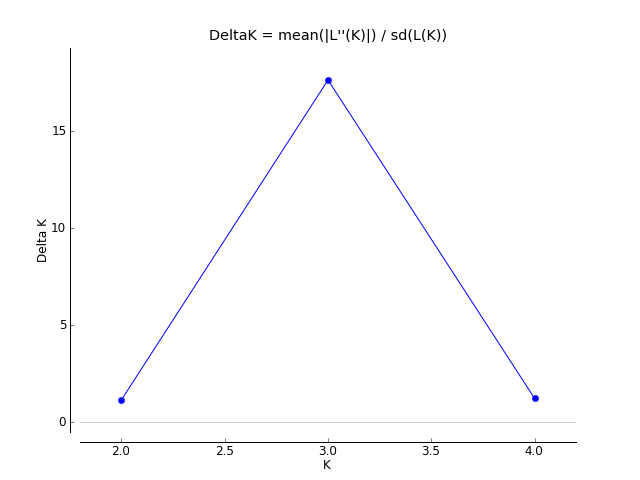 DeltaK = mean(|L''(K)|) / sd(L(K))
15
10
5
0
Delta K
2.0 2.5 3.0 3.5 4.0
K